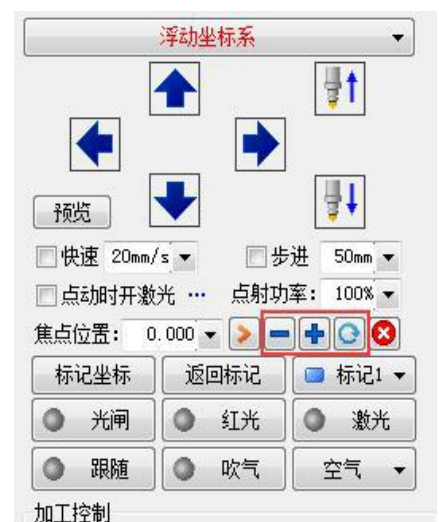 浮动坐标系
预览
快速 20mm/s 步进 50mm
点动时开激光 ... 点射功率: 100%
焦点位置: 0.000
标记坐标 返回标记 标记1
光闸 红光 激光
跟随 吹气 空气
加工控制